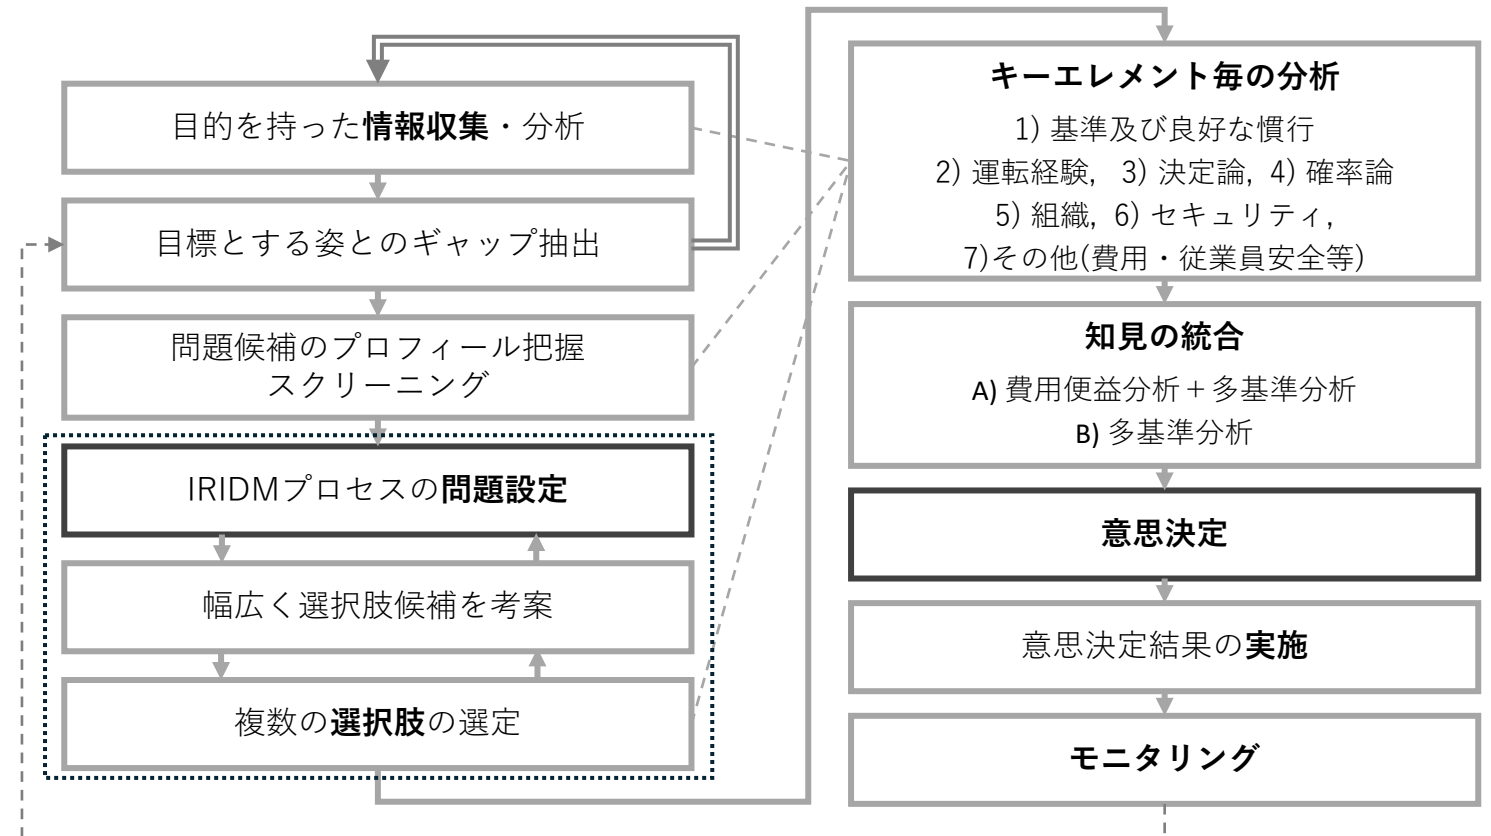 目的を持った情報収集・分析
目標とする姿とのギャップ抽出
問題候補のプロフィール把握
スクリーニング
IRIDMプロセスの問題設定
幅広く選択肢候補を考案
複数の選択肢の選定
キーエレメント毎の分析
1) 基準及び良好な慣行
2) 運転経験, 3) 決定論, 4) 確率論
5) 組織, 6) セキュリティ,
7)その他(費用・従業員安全等)
知見の統合
A) 費用便益分析+多基準分析
B) 多基準分析
意思決定
意思決定結果の実施
モニタリング